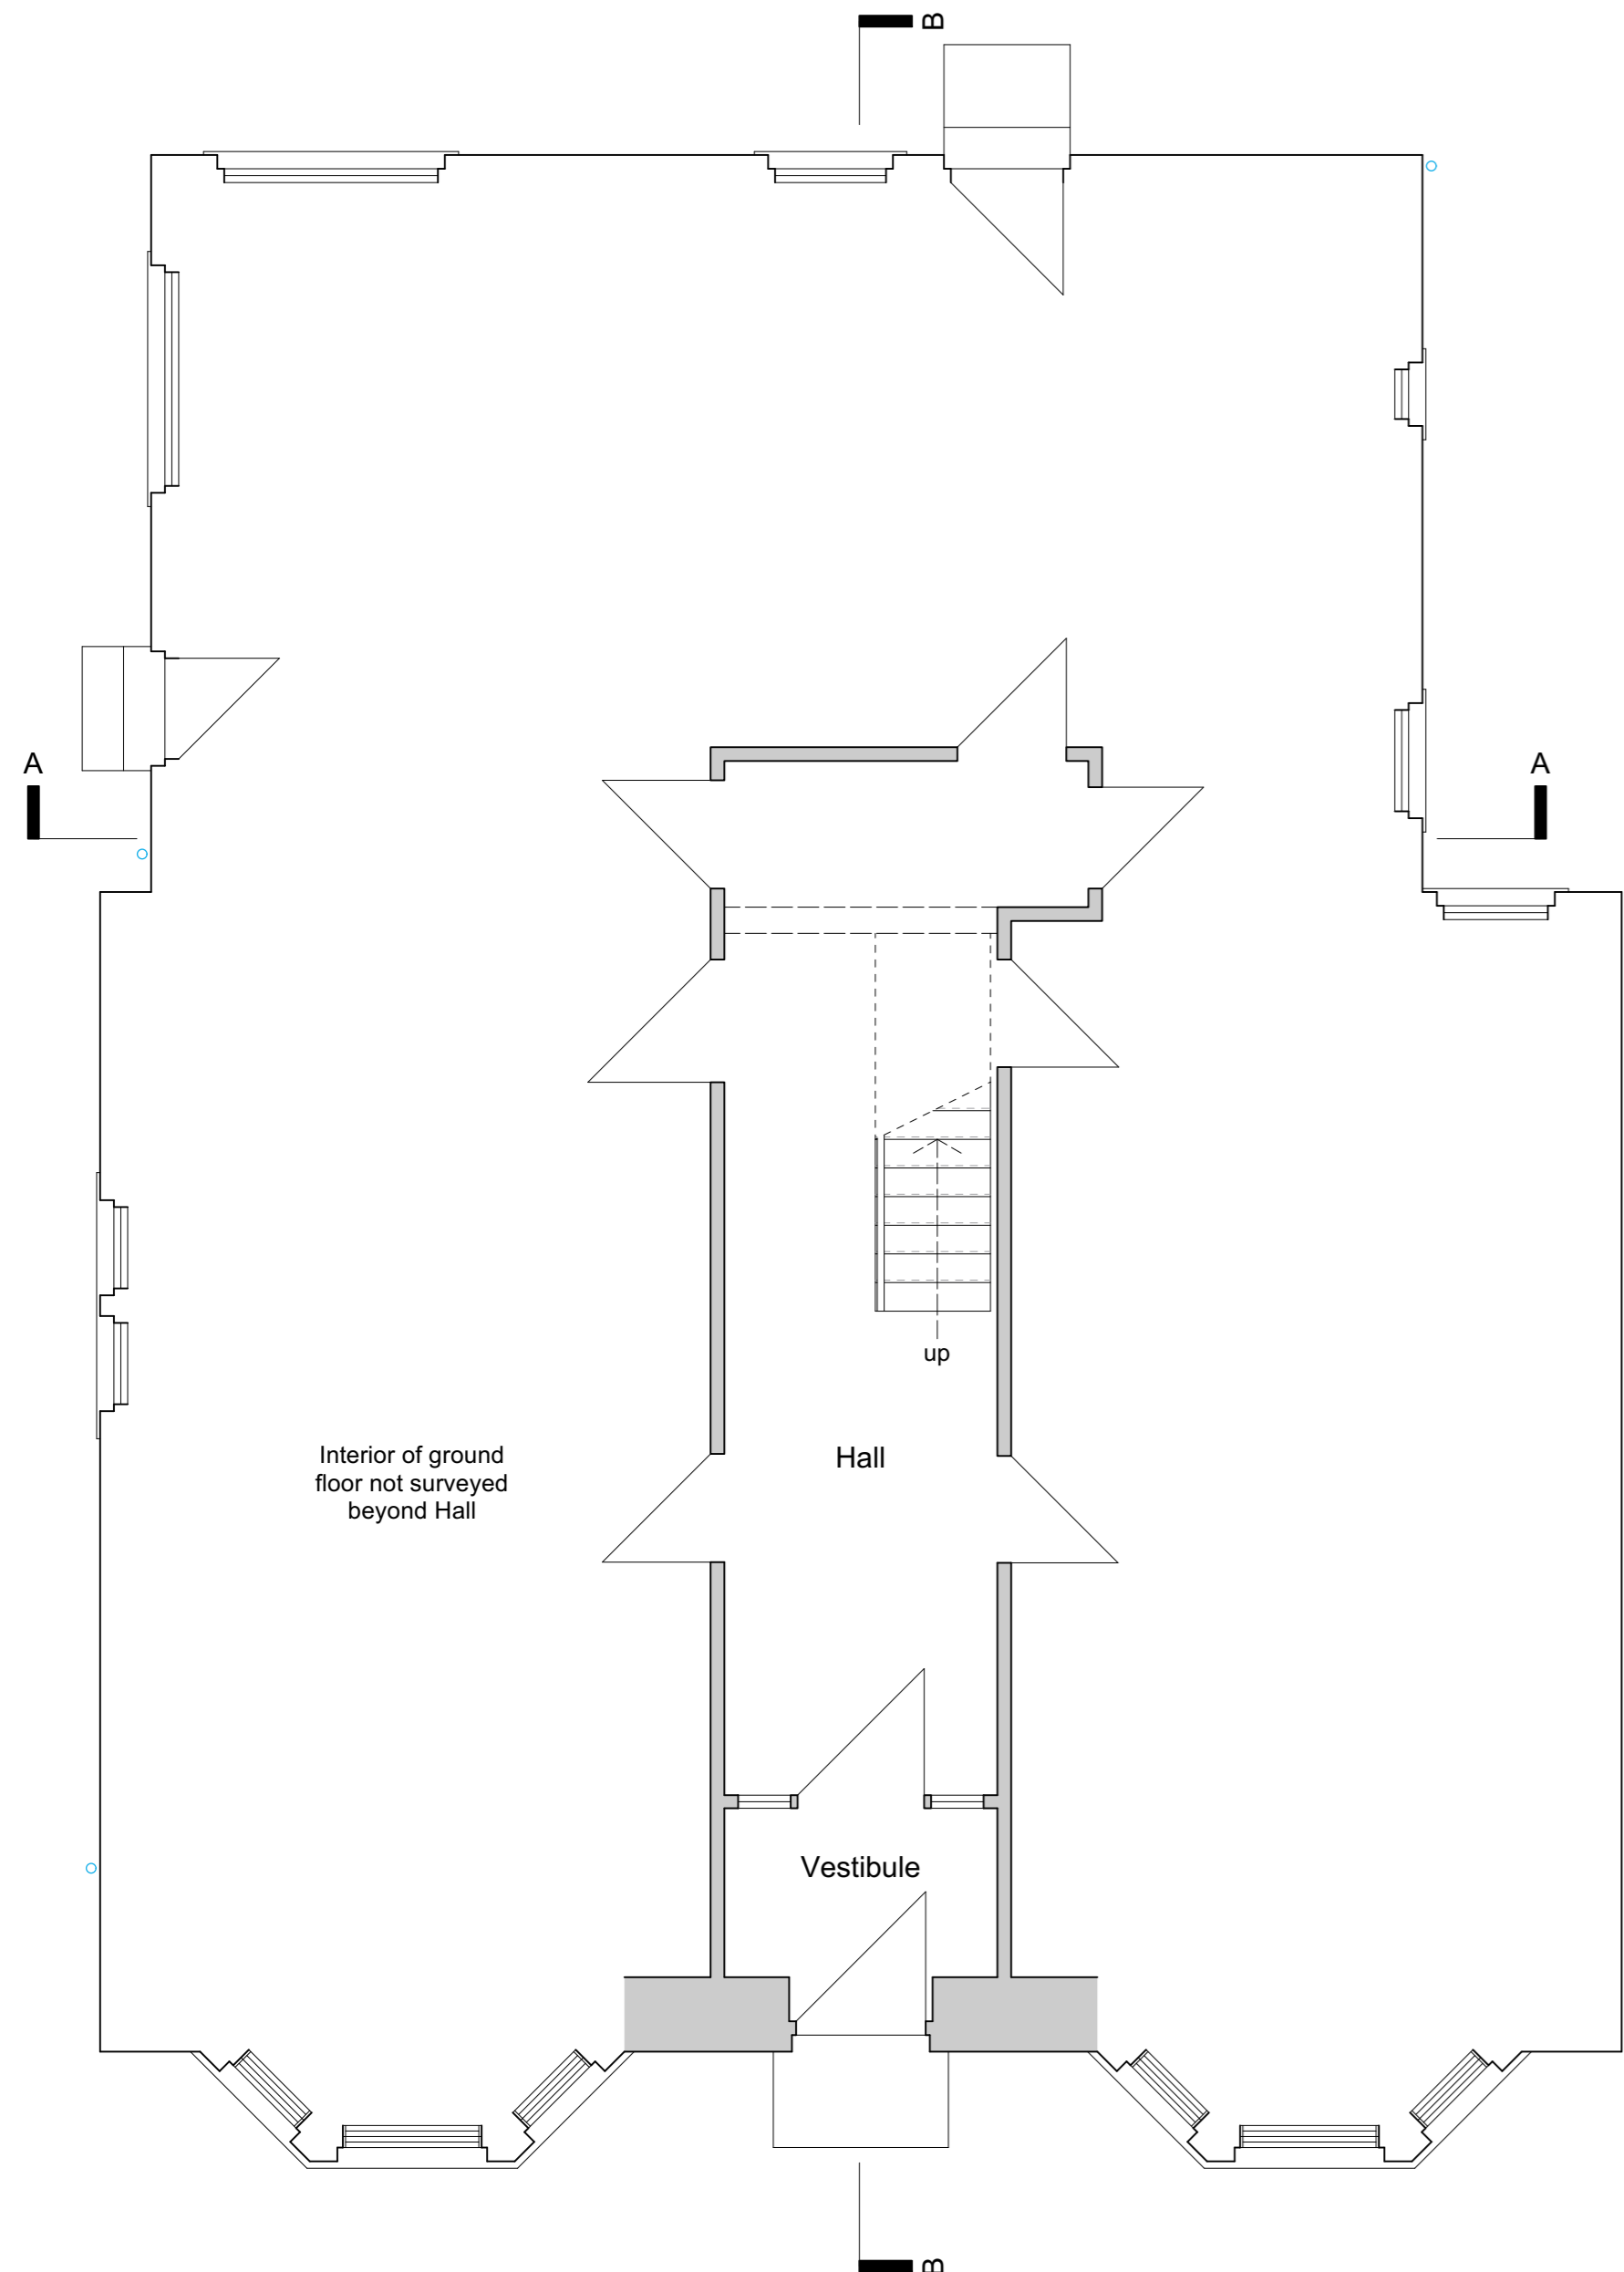 B
A
A
up
Hall
Interior of ground
floor not surveyed
beyond Hall
Vestibule
B